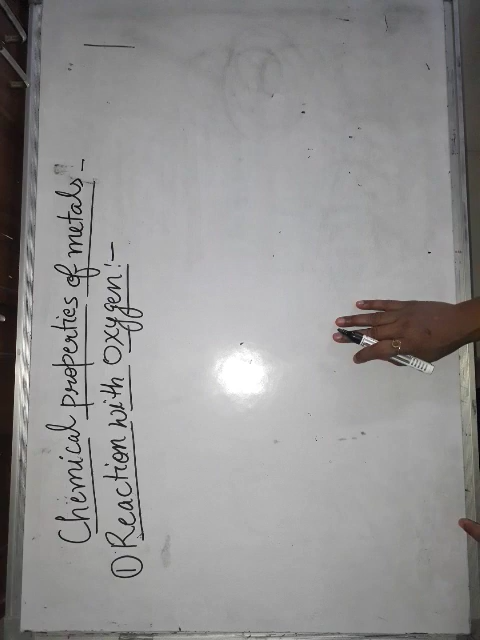 Chemical properties of metals:-
① Reaction with Oxygen:-